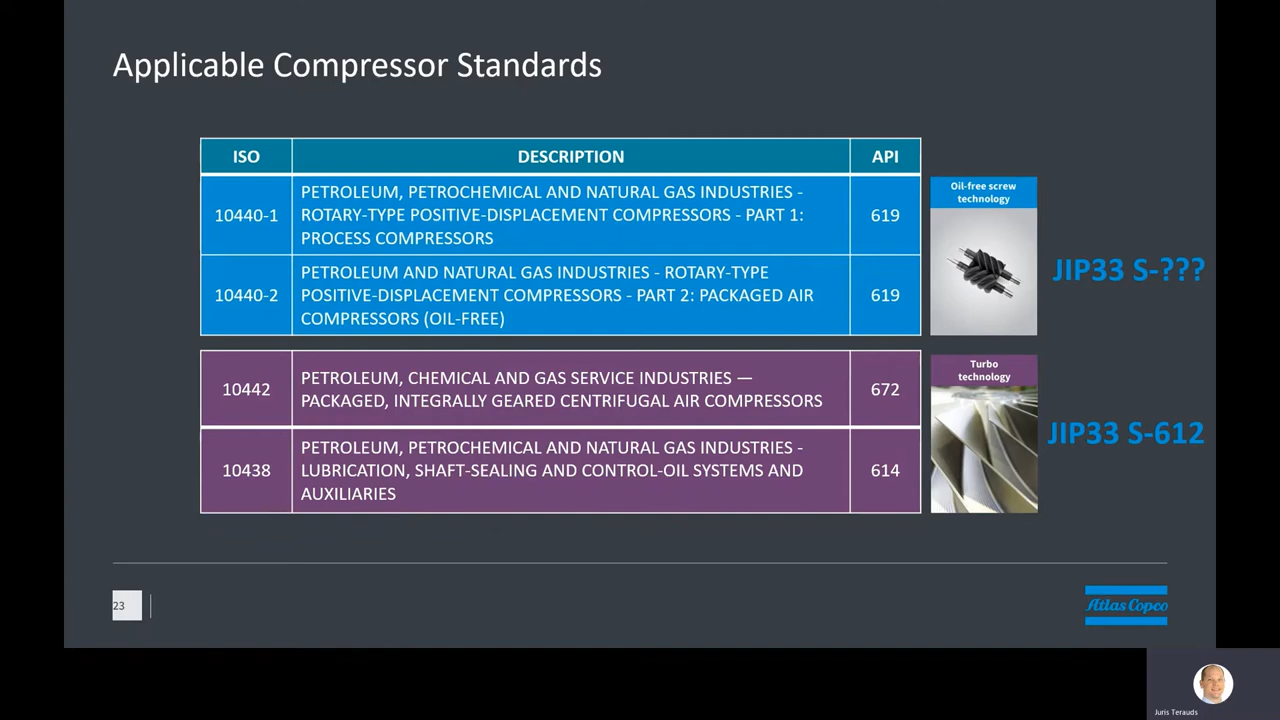 Applicable Compressor Standards
ISO
DESCRIPTION
API
10440-1
PETROLEUM, PETROCHEMICAL AND NATURAL GAS INDUSTRIES -
ROTARY-TYPE POSITIVE-DISPLACEMENT COMPRESSORS - PART 1:
PROCESS COMPRESSORS
619
10440-2
PETROLEUM AND NATURAL GAS INDUSTRIES - ROTARY-TYPE
POSITIVE-DISPLACEMENT COMPRESSORS - PART 2: PACKAGED AIR
COMPRESSORS (OIL-FREE)
619
Oil-free screw
technology
JIP33 S-???
10442
PETROLEUM, CHEMICAL AND GAS SERVICE INDUSTRIES —
PACKAGED, INTEGRALLY GEARED CENTRIFUGAL AIR COMPRESSORS
672
10438
PETROLEUM, PETROCHEMICAL AND NATURAL GAS INDUSTRIES -
LUBRICATION, SHAFT-SEALING AND CONTROL-OIL SYSTEMS AND
AUXILIARIES
614
Turbo
technology
JIP33 S-612
23
Atlas Copco
Juris Terauds